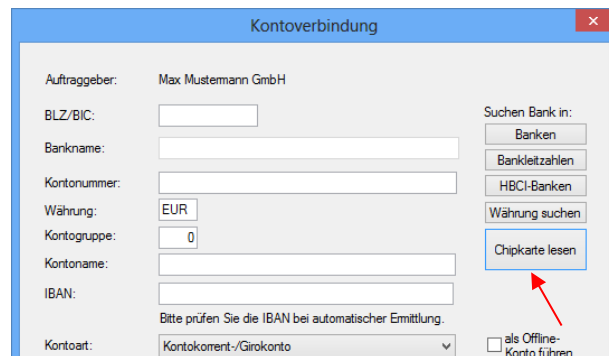 Kontoverbindung
Auftraggeber: Max Mustermann GmbH
BLZ/BIC:
Suchen Bank in:
Banken
Bankname:
Bankleitzahlen
Kontonummer:
HBCI-Banken
Währung: EUR
Währung suchen
Kontogruppe: 0
Chipkarte lesen
Kontoname:
IBAN:
Bitte prüfen Sie die IBAN bei automatischer Ermittlung.
Kontoart: Kontokorrent-/Girokonto
als Offline-
Konto führen